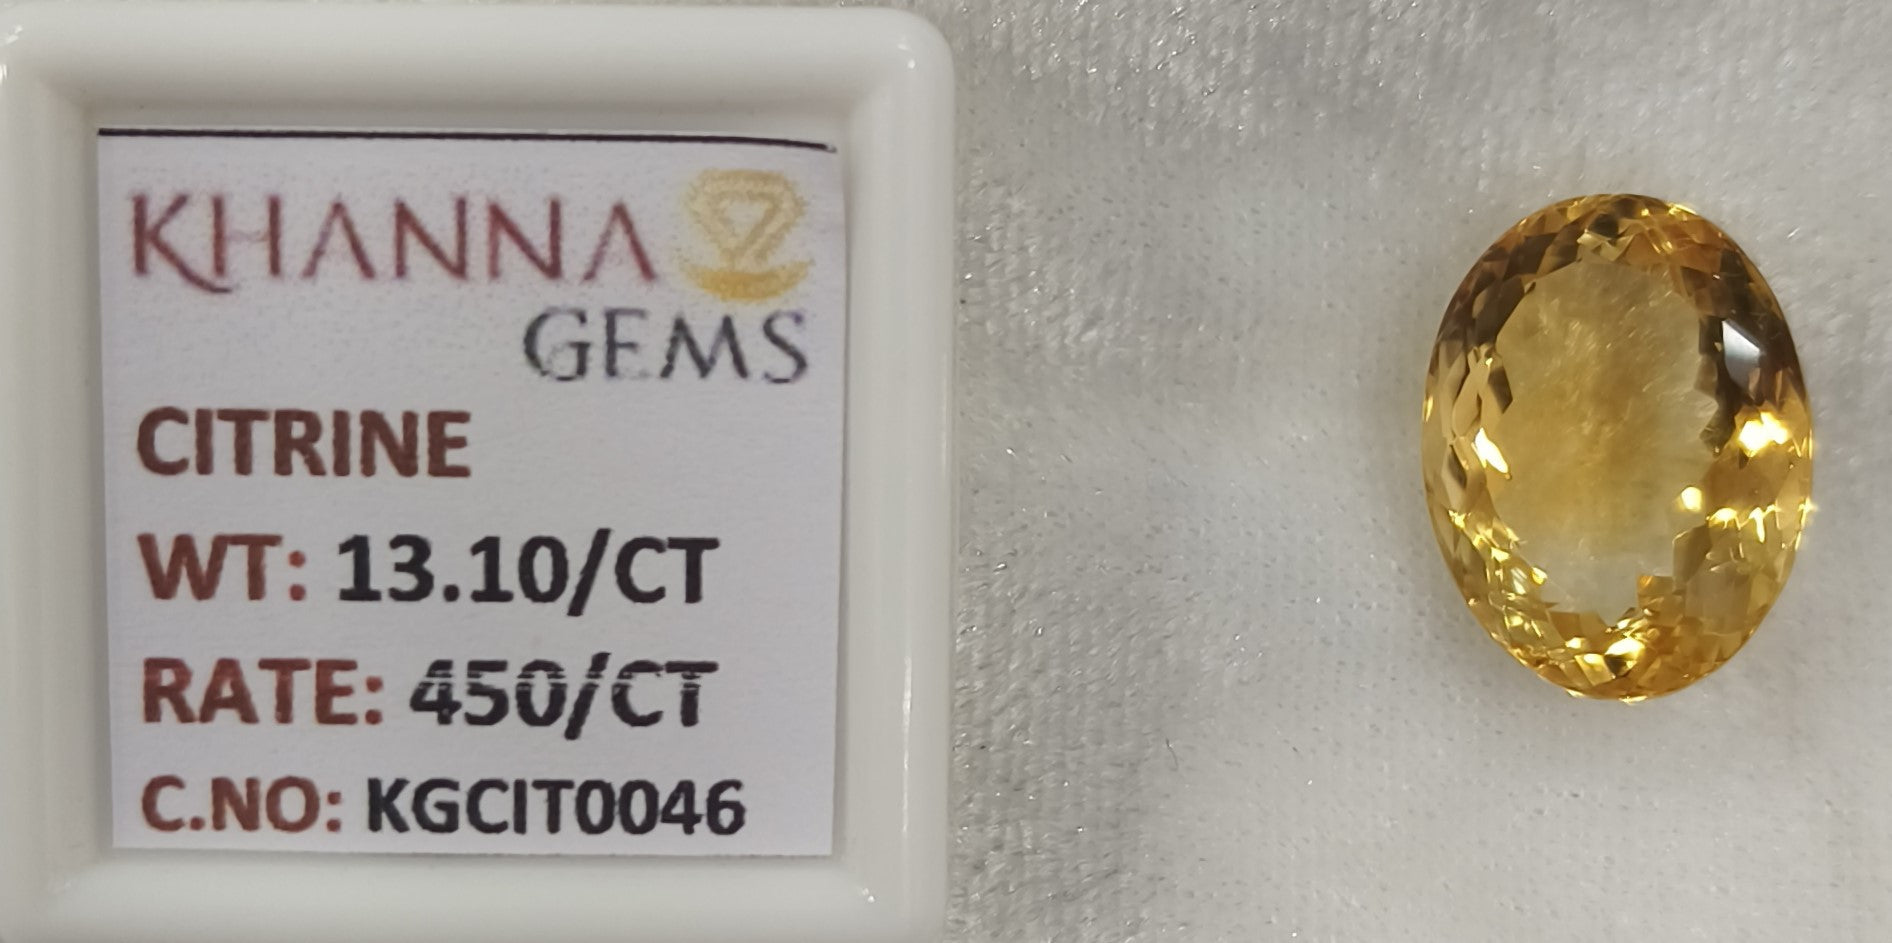 KHANNA
GEMS
CITRINE
WT: 13.10/CT
RATE: 450/CT
C.NO: KGCIT0046